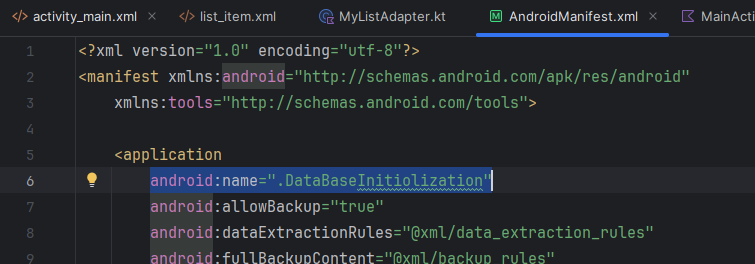 activity_main.xml list_item.xml MyListAdapter.kt AndroidManifest.xml MainActi
1 <?xml version="1.0" encoding="utf-8"?>
2 <manifest xmlns:android="http://schemas.android.com/apk/res/android"
3 xmlns:tools="http://schemas.android.com/tools">
4
5 <application
6 android:name=".DataBaseInitiolization"
7 android:allowBackup="true"
8 android:dataExtractionRules="@xml/data_extraction_rules"
9 android:fullBackupContent="@xml/backup_rules"